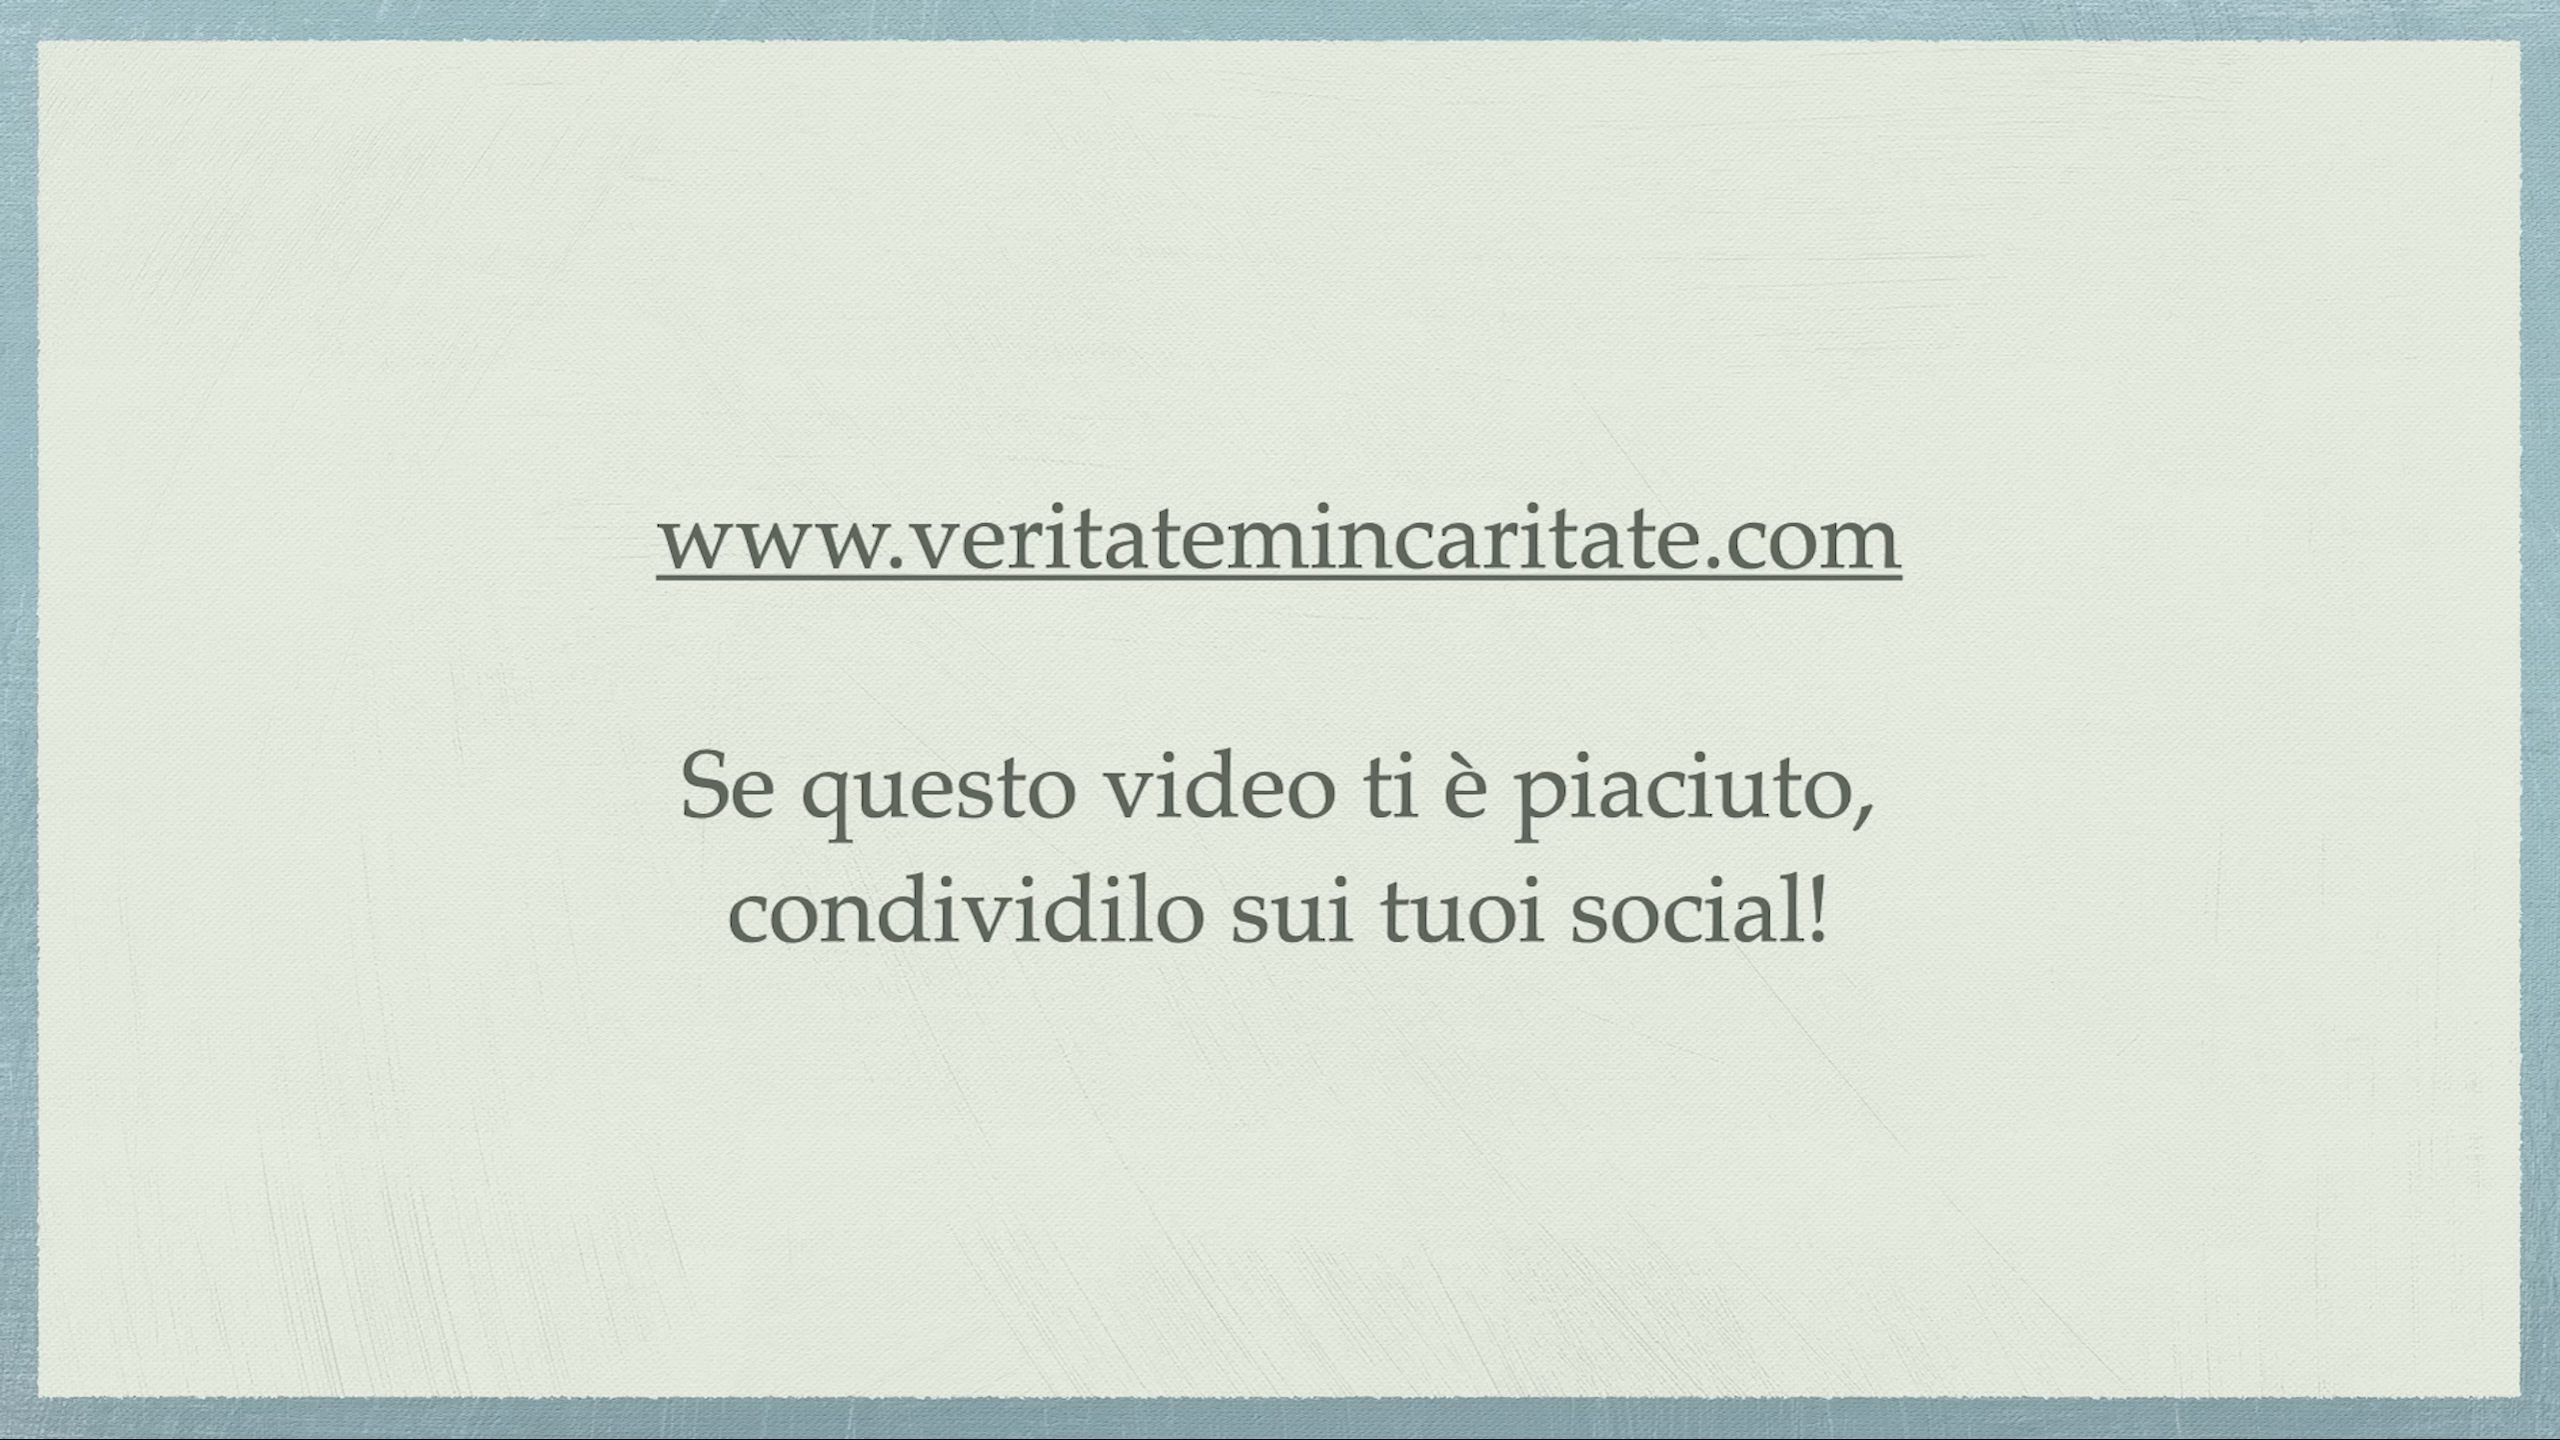 www.veritatemincaritate.com
Se questo video ti è piaciuto,
condividilo sui tuoi social!